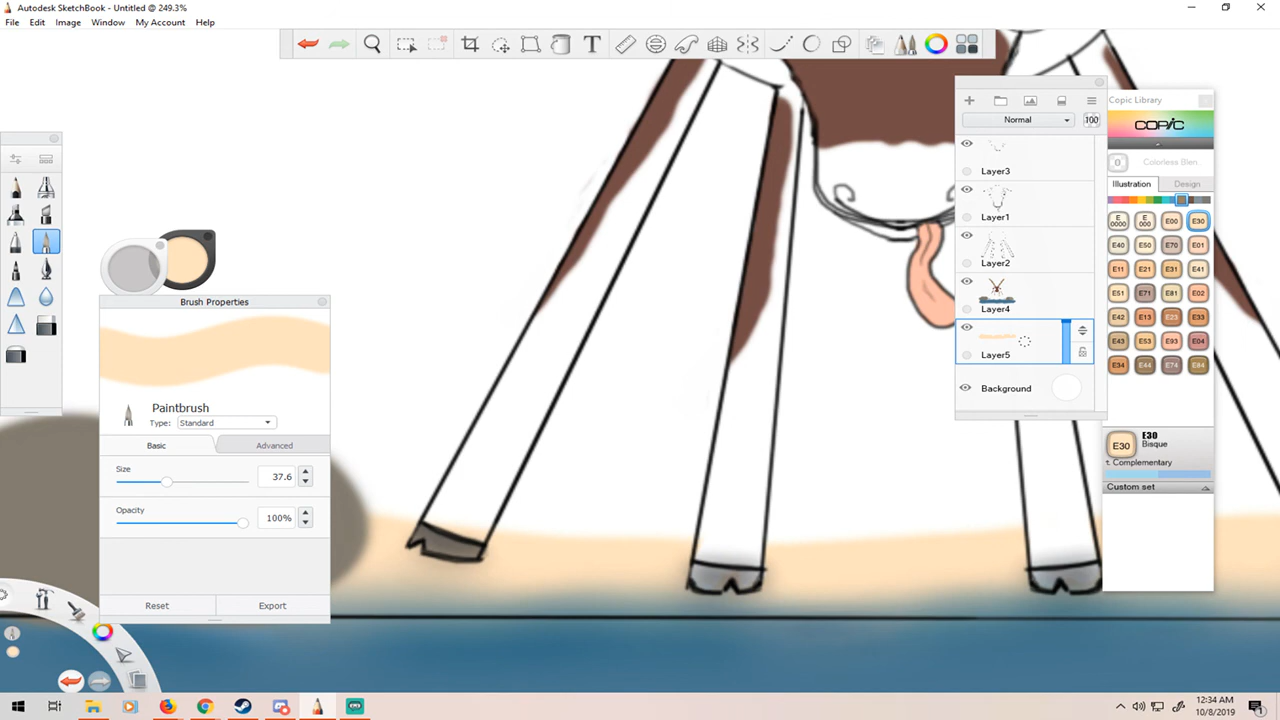 Autodesk SketchBook - Untitled @ 249.3%
File Edit Image Window My Account Help
T
Normal 100
Layer3
Layer1
Layer2
Layer4
Layer5
Background
Copic Library
COPIC
0 Colorless Blen
Illustration Design
E0000 E000 E00 E30
E40 E50 E70 E01
E11 E21 E31 E41
E51 E71 E81 E02
E42 E13 E23 E33
E43 E53 E93 E04
E34 E44 E74 E84
E30 E30
Bisque
Complementary
Custom set
Brush Properties
Paintbrush
Type: Standard
Basic Advanced
Size 37.6
Opacity 100%
Reset Export
12:34 AM
10/8/2019
1